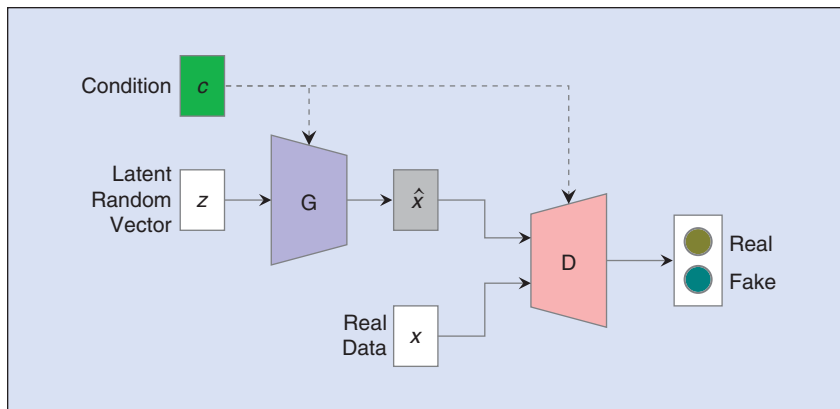 Condition
c
Latent
Random
Vector
z
G
x̂
D
Real
Fake
Real
Data
x